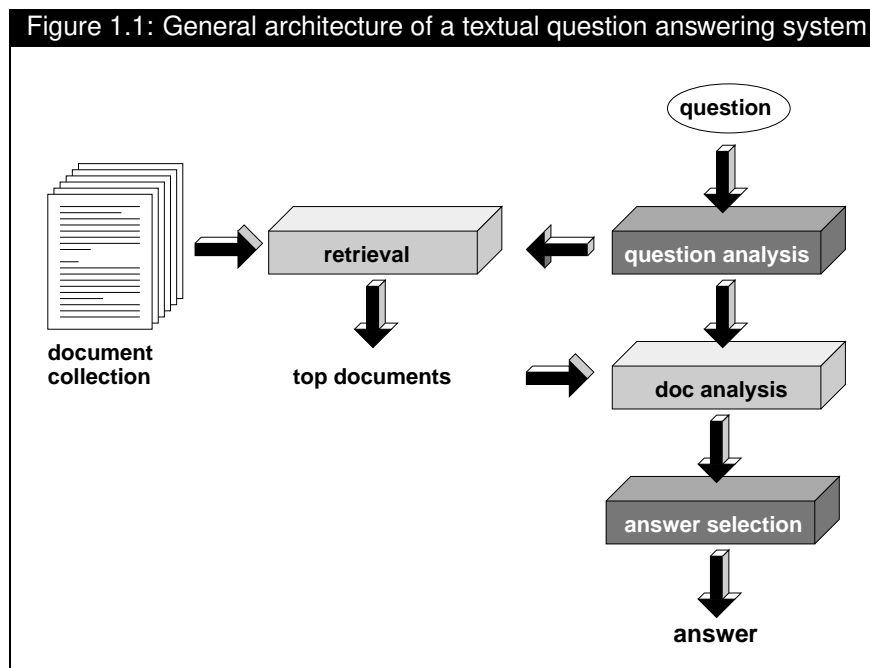 Figure 1.1: General architecture of a textual question answering system
question
retrieval
question analysis
document
collection
top documents
doc analysis
answer selection
answer